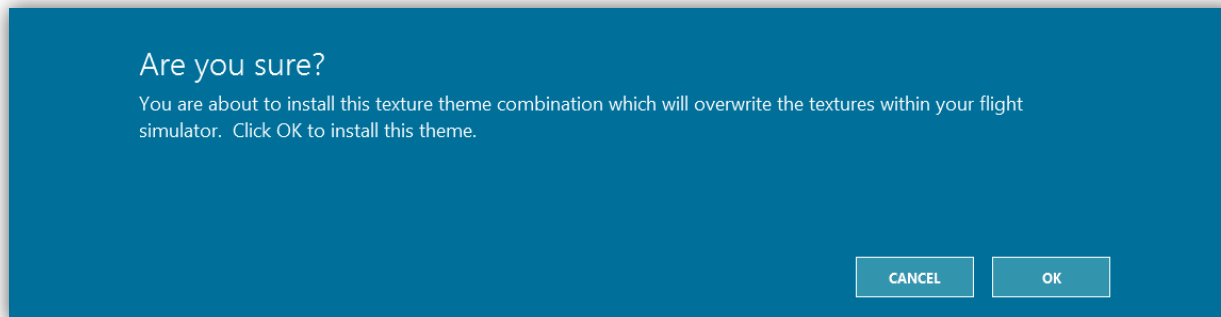 Are you sure?
You are about to install this texture theme combination which will overwrite the textures within your flight
simulator.  Click OK to install this theme.
CANCEL
OK